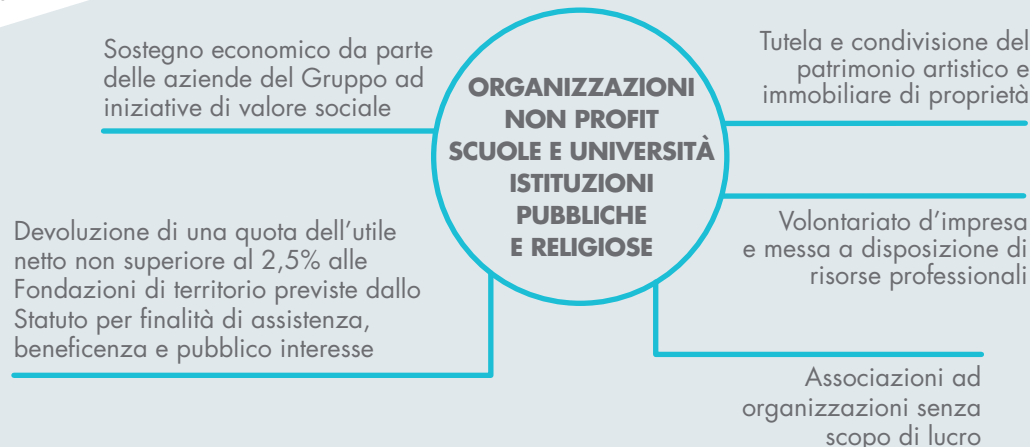 Sostegno economico da parte
delle aziende del Gruppo ad
iniziative di valore sociale
Devoluzione di una quota dell'utile
netto non superiore al 2,5% alle
Fondazioni di territorio previste dallo
Statuto per finalità di assistenza,
beneficenza e pubblico interesse
ORGANIZZAZIONI
NON PROFIT
SCUOLE E UNIVERSITÀ
ISTITUZIONI
PUBBLICHE
E RELIGIOSE
Tutela e condivisione del
patrimonio artistico e
immobiliare di proprietà
Volontariato d'impresa
e messa a disposizione di
risorse professionali
Associazioni ad
organizzazioni senza
scopo di lucro